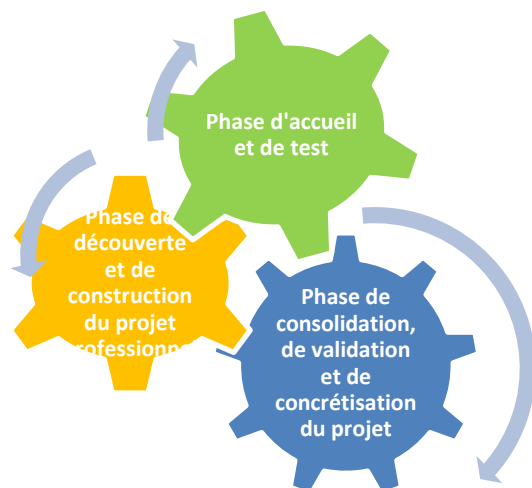 Phase d'accueil
et de test
Phase de
découverte
et de
construction
du projet
professionnel
Phase de
consolidation,
de validation
et de
concrétisation
du projet